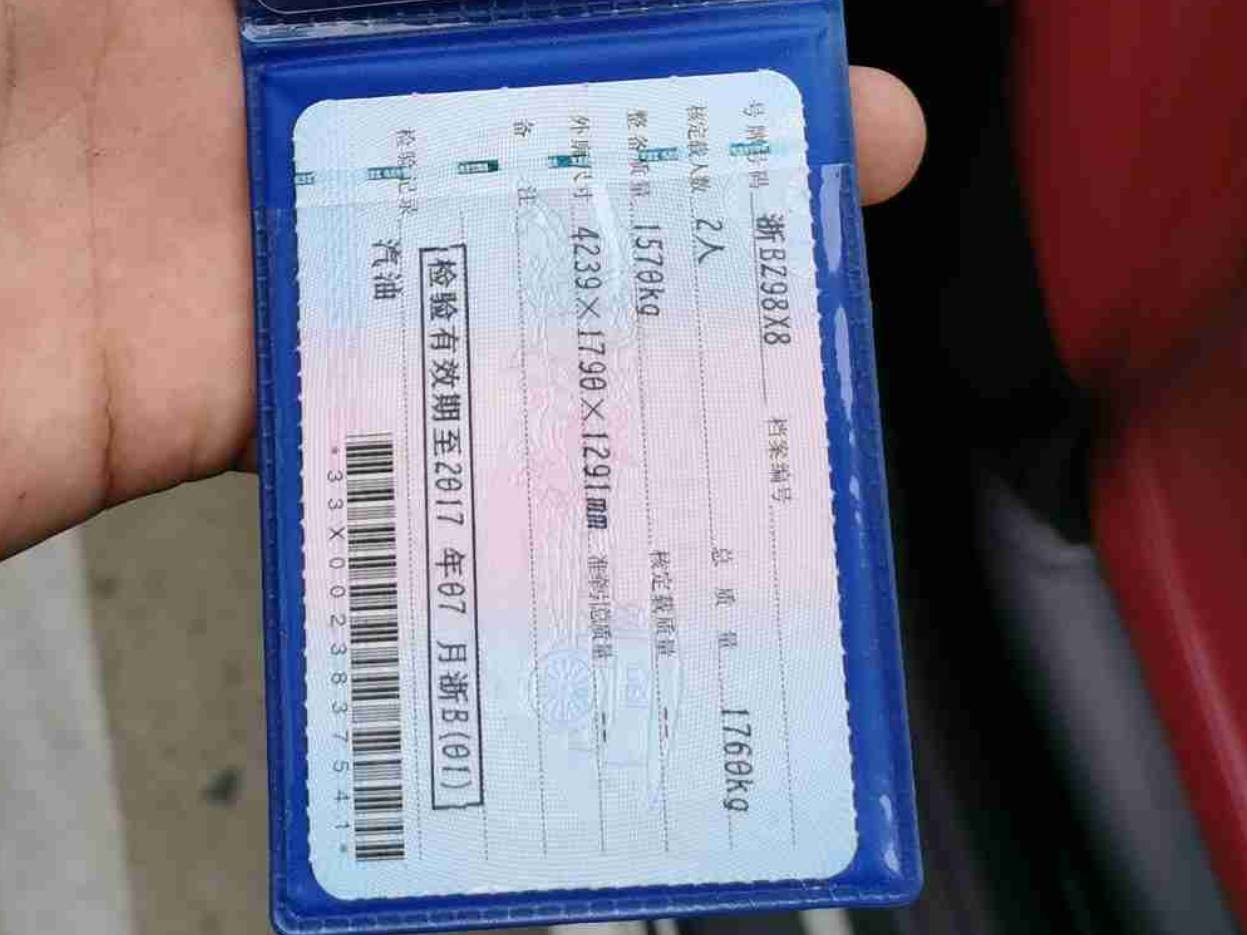 号牌号码 浙BZ98X8 档案编号
核定载人数 2人 总质量 1760kg
整备质量 1570kg 核定载质量 --
外廓尺寸 4239×1790×1291mm 准牵引总质量 --
备注
检验有效期至2017年07月浙B(01)
检验记录
汽油
*33X0023837541*